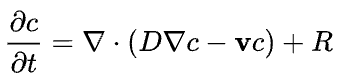 ∂c/∂t = ∇ · (D∇c − **v**c) + R